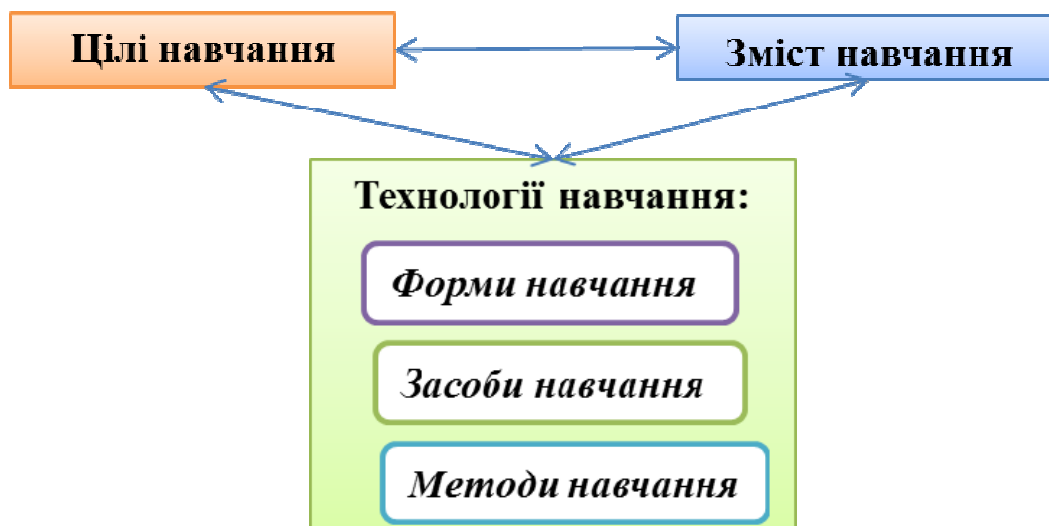 Цілі навчання
Зміст навчання
Технології навчання:
Форми навчання
Засоби навчання
Методи навчання